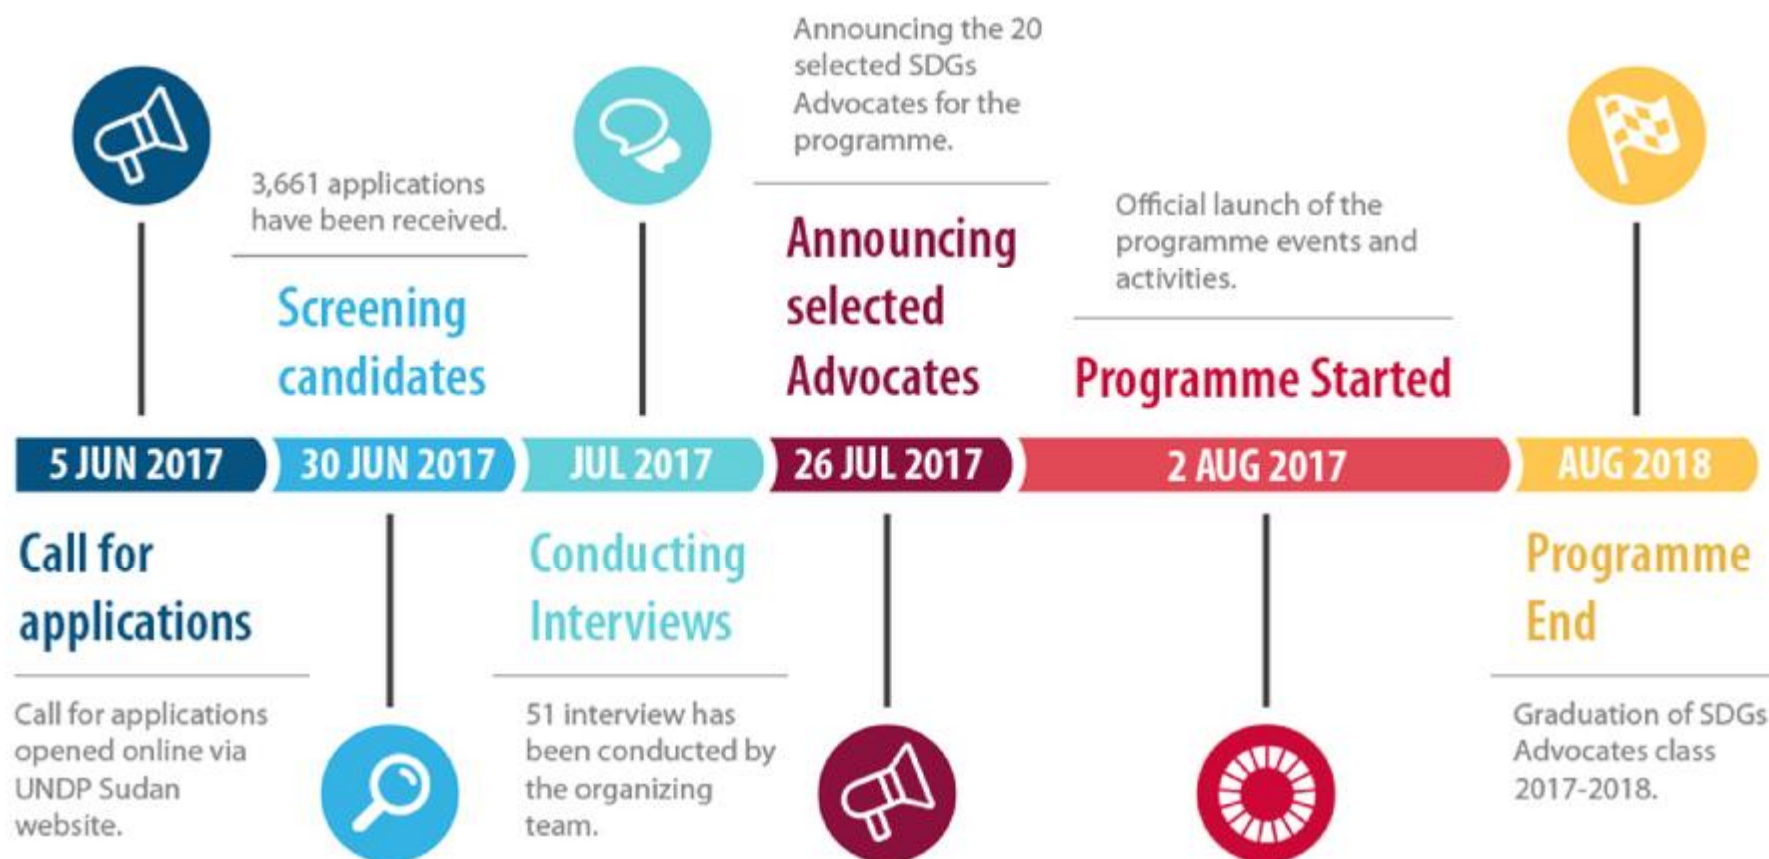 5 JUN 2017
Call for
applications
Call for applications
opened online via
UNDP Sudan
website.
3,661 applications
have been received.
Screening
candidates
30 JUN 2017
JUL 2017
Conducting
Interviews
51 interview has
been conducted by
the organizing
team.
Announcing the 20
selected SDGs
Advocates for the
programme.
Announcing
selected
Advocates
26 JUL 2017
Official launch of the
programme events and
activities.
Programme Started
2 AUG 2017
AUG 2018
Programme
End
Graduation of SDGs
Advocates class
2017-2018.